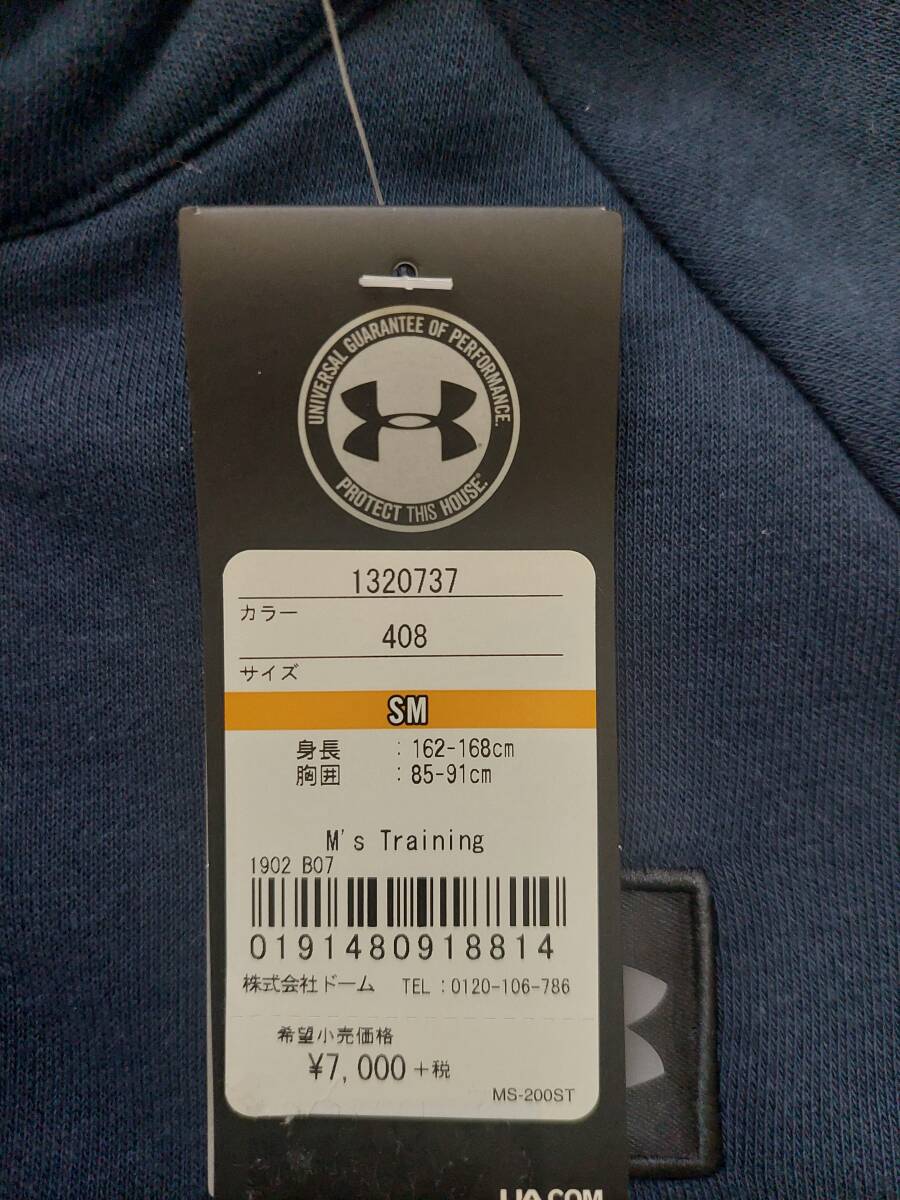 UNIVERSAL GUARANTEE OF PERFORMANCE.
PROTECT THIS HOUSE.
1320737
カラー
408
サイズ
SM
身長 : 162-168cm
胸囲 : 85-91cm
M's Training
1902 B07
0191480918814
株式会社ドーム TEL : 0120-106-786
希望小売価格
¥7,000 +税
MS-200ST
UA.COM